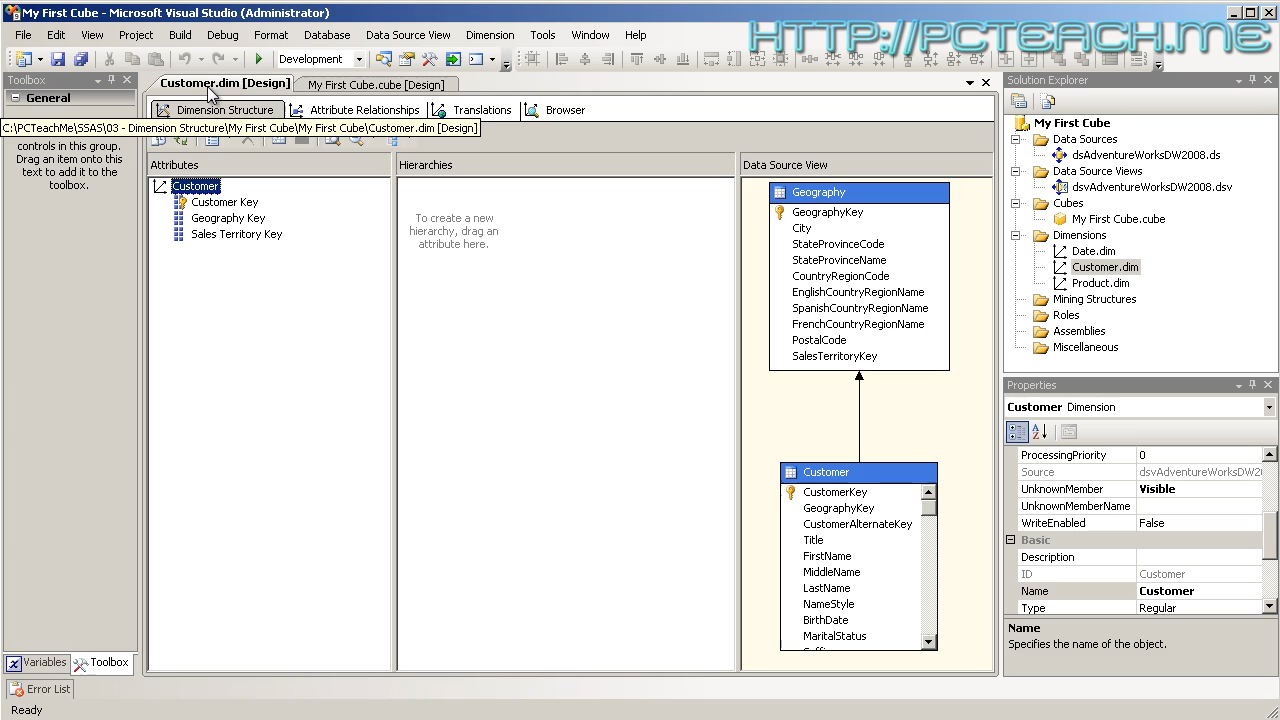 My First Cube - Microsoft Visual Studio (Administrator)
File Edit View Project Build Debug Format Database Data Source View Dimension Tools Window Help
HTTP://PCTEACH.ME
Development
Toolbox
Customer.dim [Design] My First Cube.cube [Design]
Solution Explorer
General
Dimension Structure Attribute Relationships Translations Browser
C:\PCTeachMe\SSAS\03 - Dimension Structure\My First Cube\My First Cube\Customer.dim [Design]
controls in this group.
Drag an item onto this
text to add it to the
toolbox.
Attributes
Customer
Customer Key
Geography Key
Sales Territory Key
Hierarchies
To create a new
hierarchy, drag an
attribute here.
Data Source View
Geography
GeographyKey
City
StateProvinceCode
StateProvinceName
CountryRegionCode
EnglishCountryRegionName
SpanishCountryRegionName
FrenchCountryRegionName
PostalCode
SalesTerritoryKey
Customer
CustomerKey
GeographyKey
CustomerAlternateKey
Title
FirstName
MiddleName
LastName
NameStyle
BirthDate
MaritalStatus
My First Cube
Data Sources
dsAdventureWorksDW2008.ds
Data Source Views
dsvAdventureWorksDW2008.dsv
Cubes
My First Cube.cube
Dimensions
Date.dim
Customer.dim
Product.dim
Mining Structures
Roles
Assemblies
Miscellaneous
Properties
Customer Dimension
ProcessingPriority 0
Source dsvAdventureWorksDW2
UnknownMember Visible
UnknownMemberName
WriteEnabled False
Basic
Description
ID Customer
Name Customer
Type Regular
Name
Specifies the name of the object.
Variables Toolbox
Error List
Ready